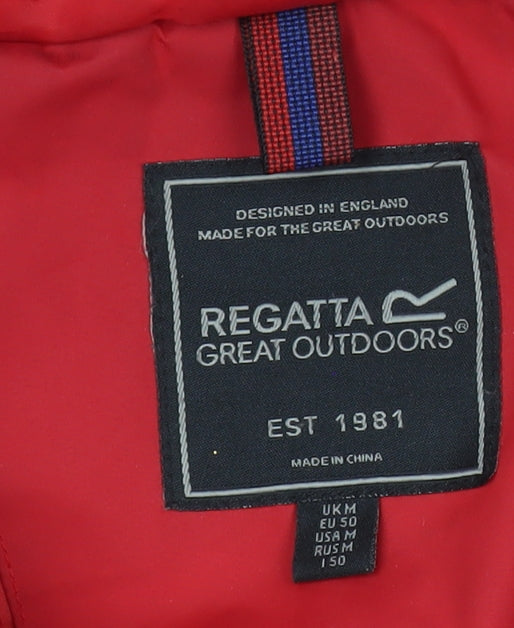 DESIGNED IN ENGLAND
MADE FOR THE GREAT OUTDOORS
REGATTA
GREAT OUTDOORS®
EST 1981
MADE IN CHINA
UK M
EU 50
USA M
RUS M
I 50